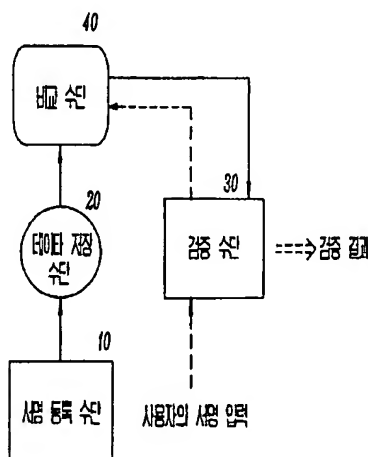 40
비교 수단
30
20
데이타 저장
수단
검증 수단
검증 결과
10
서명 등록 수단
사용자의 서명 입력